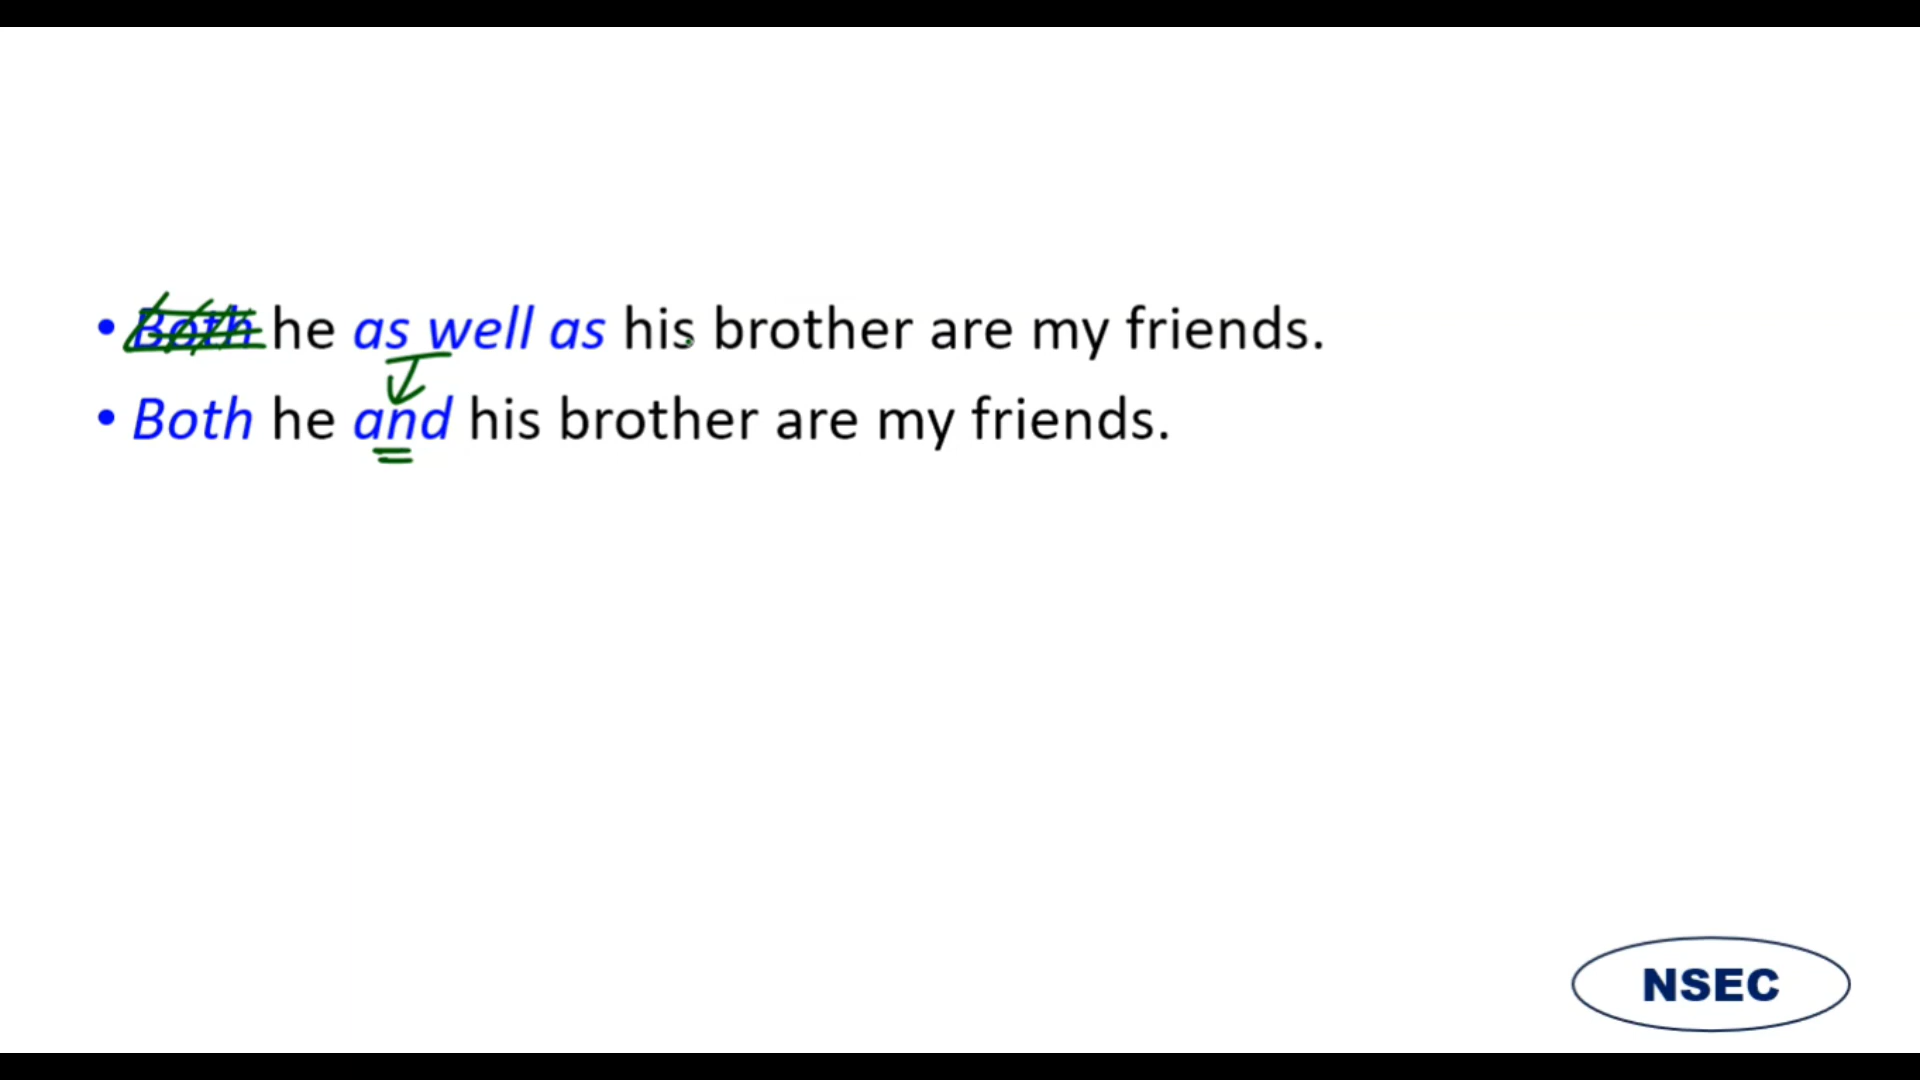 • Both he as well as his brother are my friends.
• Both he and his brother are my friends.
NSEC